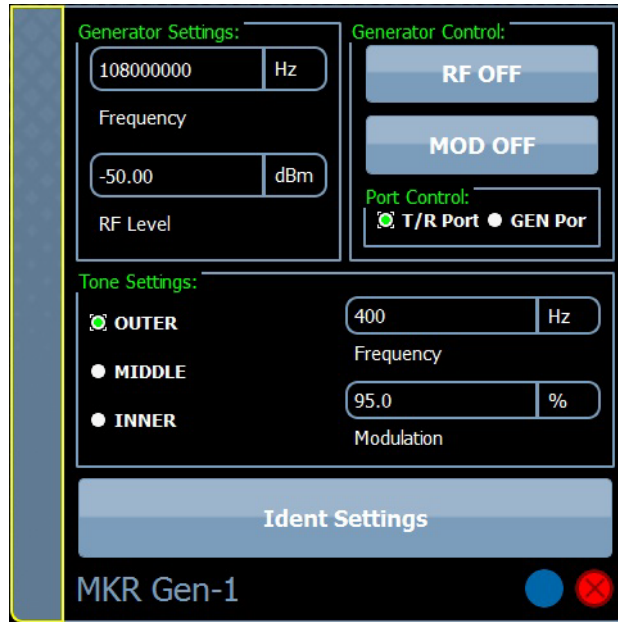 Generator Settings:
108000000 Hz
Frequency
-50.00 dBm
RF Level
Generator Control:
RF OFF
MOD OFF
Port Control:
T/R Port GEN Por
Tone Settings:
OUTER
MIDDLE
INNER
400 Hz
Frequency
95.0 %
Modulation
Ident Settings
MKR Gen-1